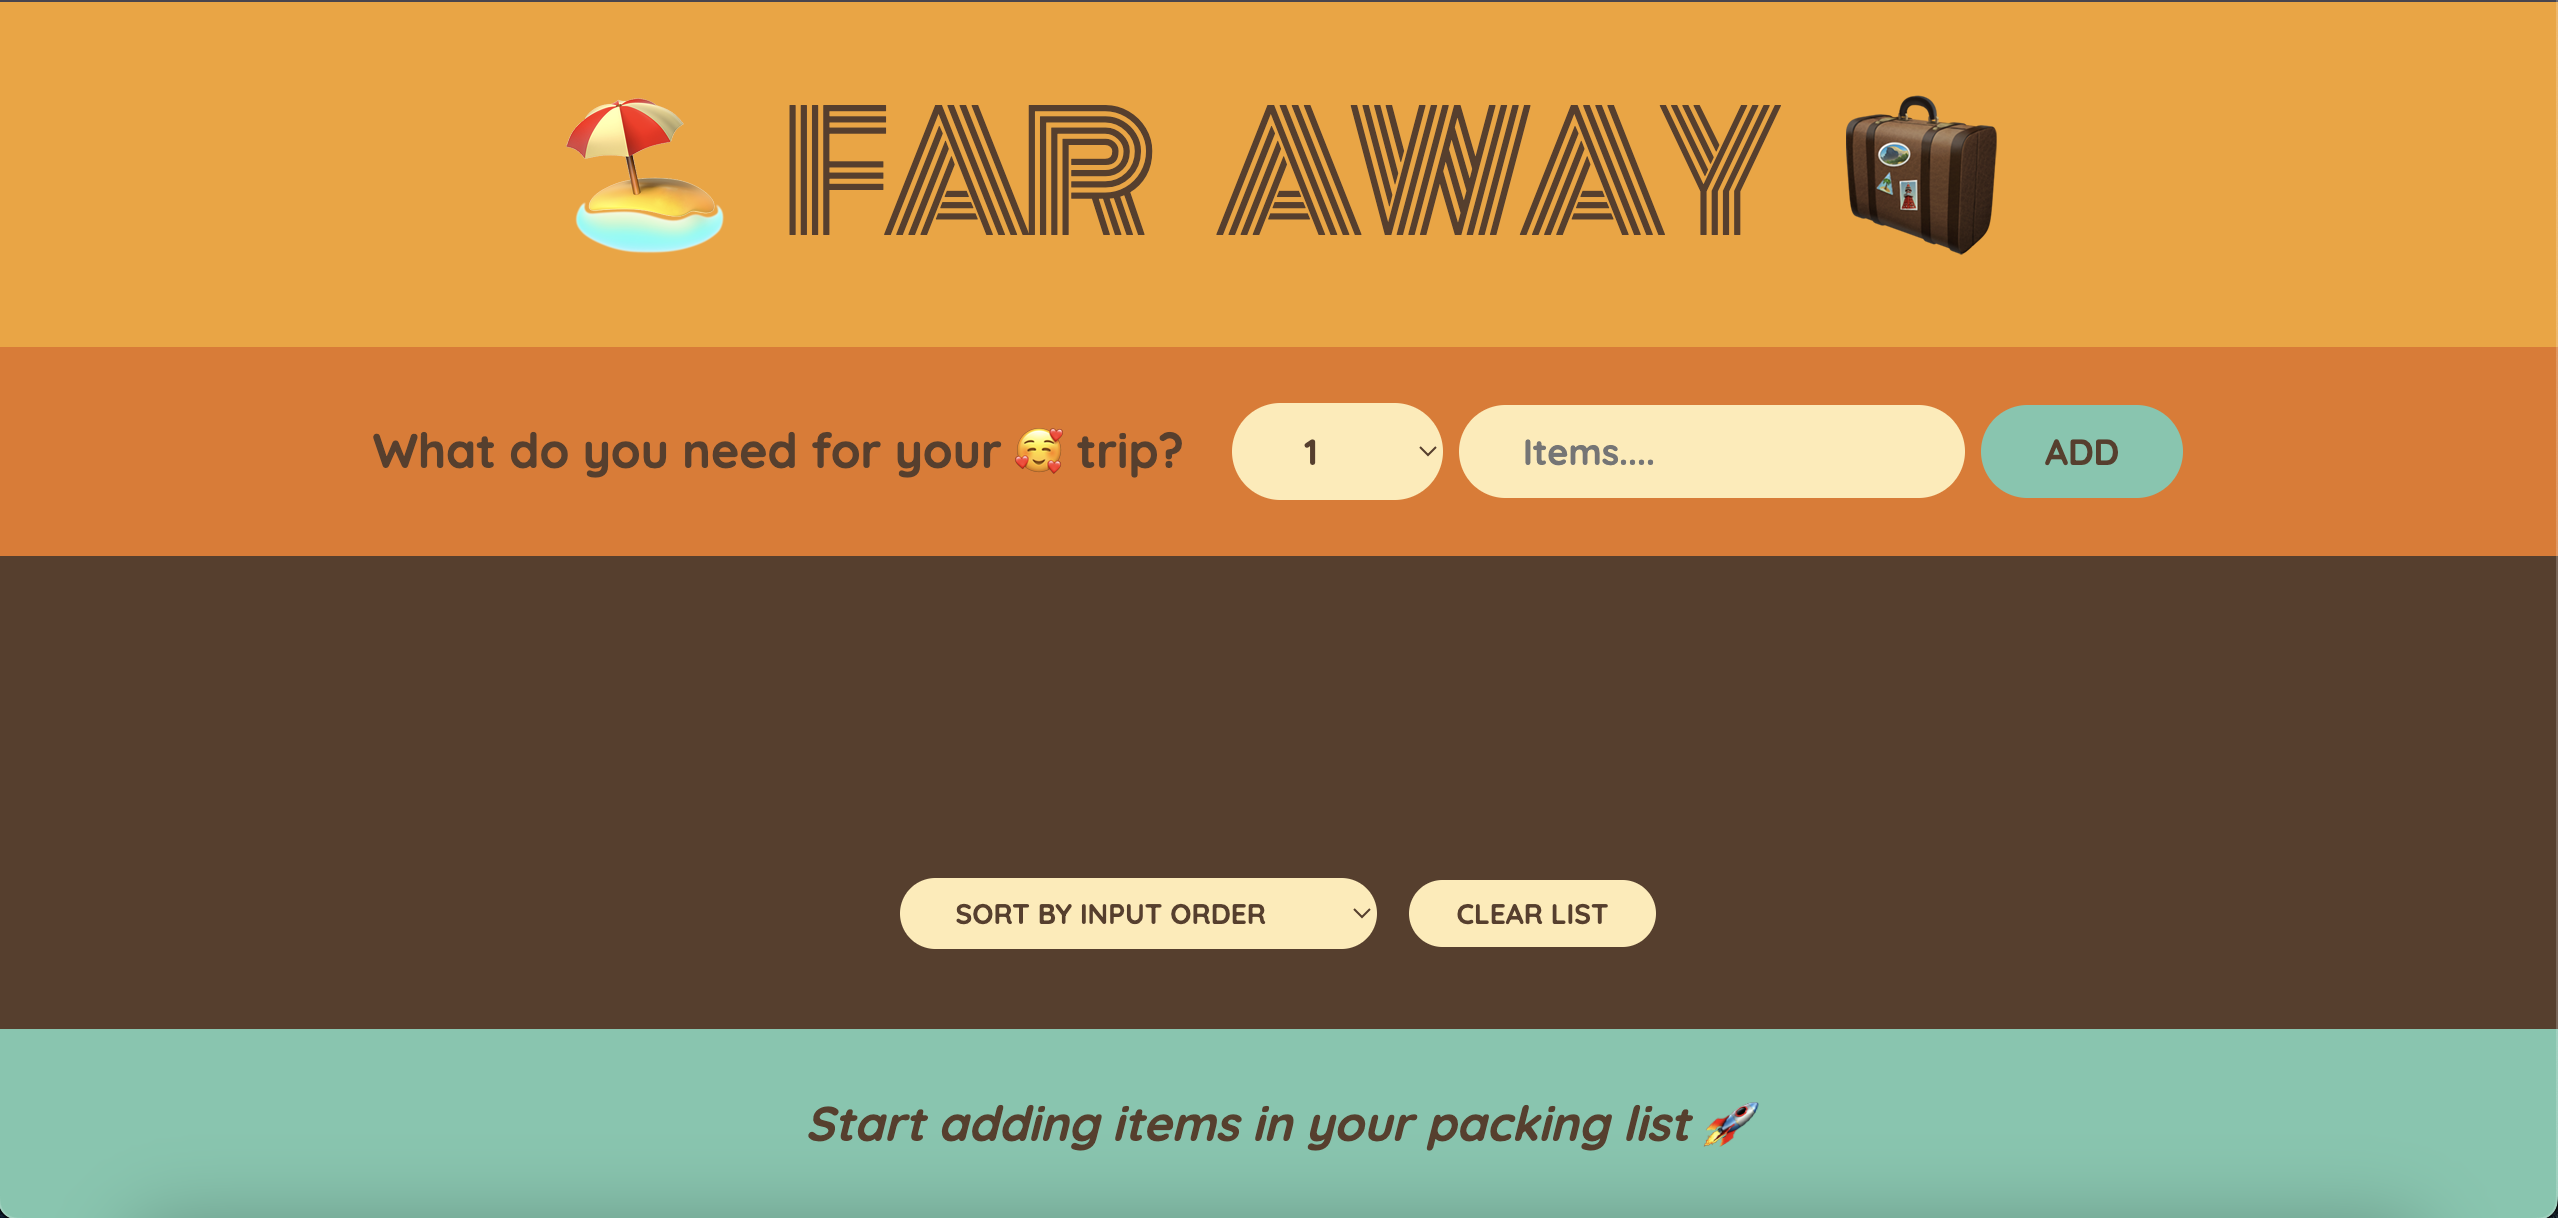 🏖️ FAR AWAY 🧳
What do you need for your 🥰 trip?
1
Items....
ADD
SORT BY INPUT ORDER
CLEAR LIST
Start adding items in your packing list 🚀